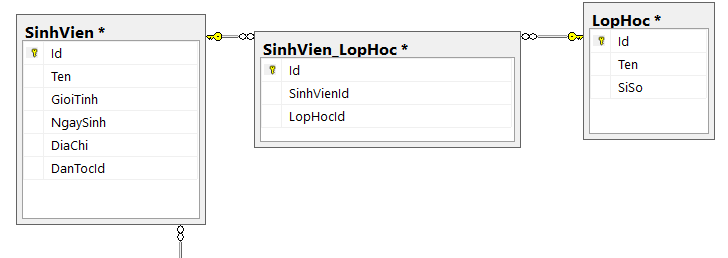 SinhVien *
Id
Ten
GioiTinh
NgaySinh
DiaChi
DanTocId
SinhVien_LopHoc *
Id
SinhVienId
LopHocId
LopHoc *
Id
Ten
SiSo